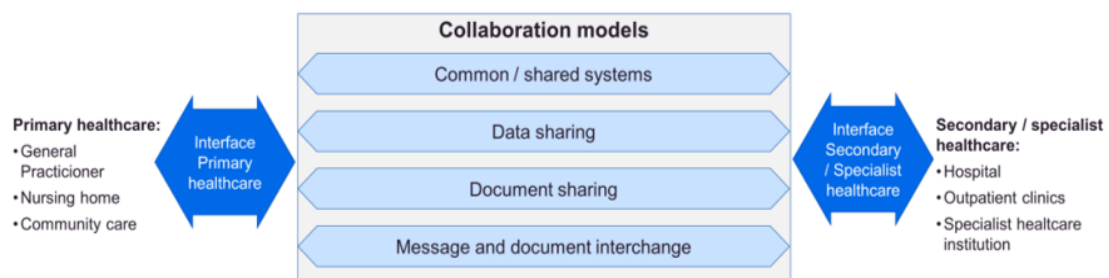 Collaboration models
Common / shared systems
Data sharing
Document sharing
Message and document interchange
Primary healthcare:
•General
Practicioner
•Nursing home
•Community care
Interface
Primary
healthcare
Interface
Secondary
/ Specialist
healthcare
Secondary / specialist
healthcare:
•Hospital
•Outpatient clinics
•Specialist healtcare
institution